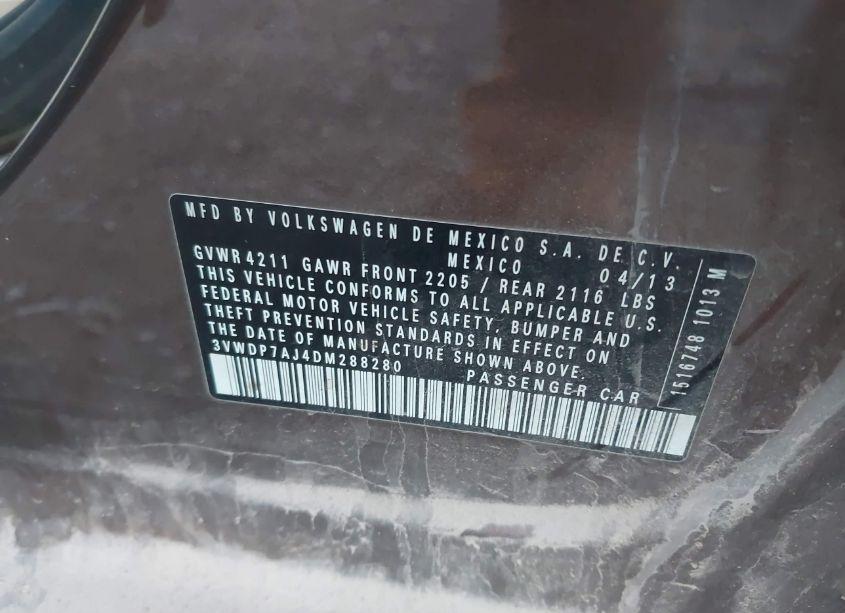 MFD BY VOLKSWAGEN DE MEXICO S.A. DE C.V.
MEXICO 04/13
GVWR 4211 GAWR FRONT 2205 / REAR 2116 LBS
THIS VEHICLE CONFORMS TO ALL APPLICABLE U.S.
FEDERAL MOTOR VEHICLE SAFETY, BUMPER AND
THEFT PREVENTION STANDARDS IN EFFECT ON
THE DATE OF MANUFACTURE SHOWN ABOVE.
3VWDP7AJ4DM288280 PASSENGER CAR
1516748 1013 M